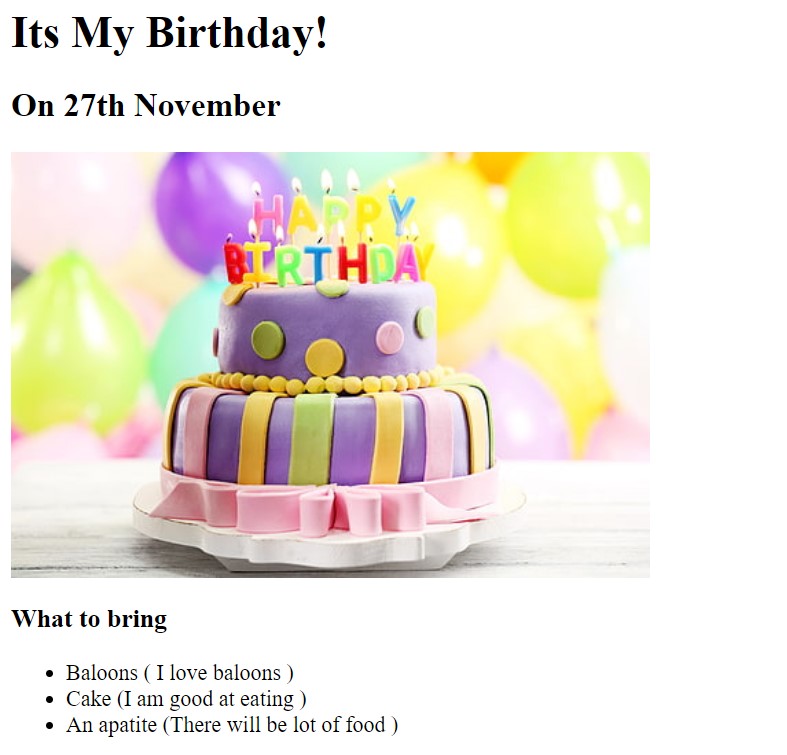 Its My Birthday!
On 27th November
HAPPY
BIRTHDAY
What to bring
Baloons ( I love baloons )
Cake (I am good at eating )
An apatite (There will be lot of food )